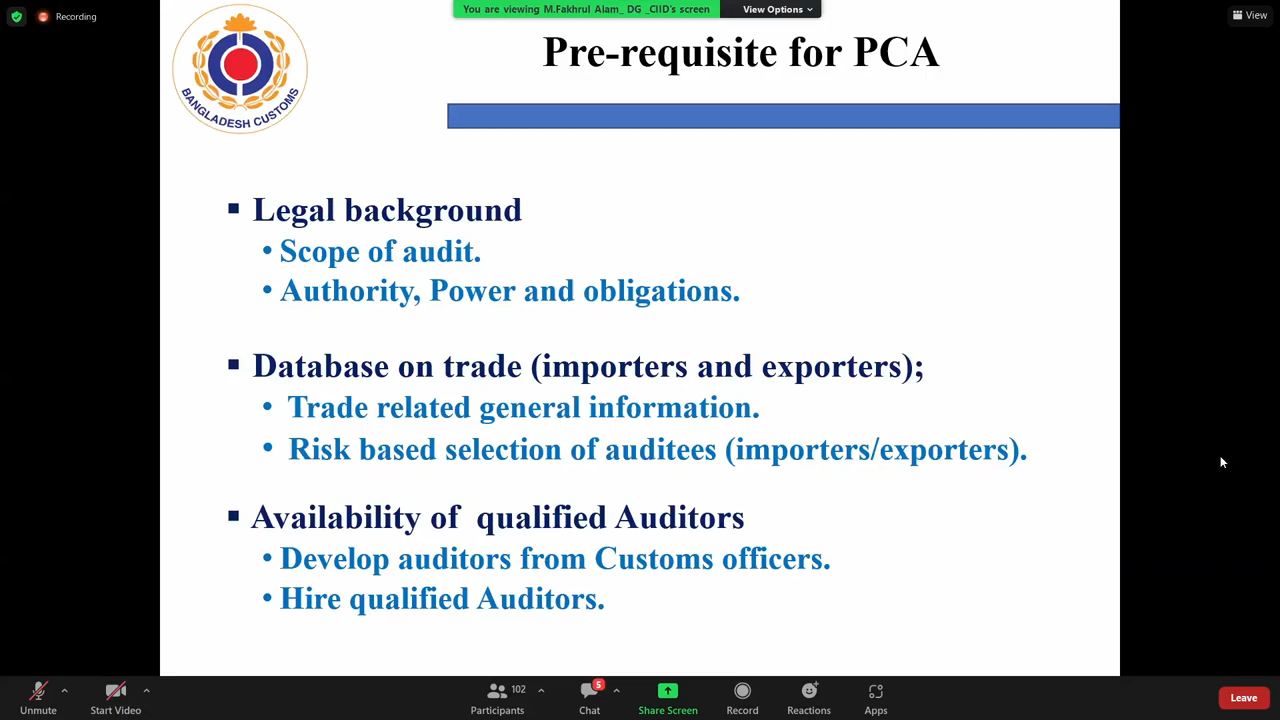 Recording
You are viewing M.Fakhrul Alam_ DG _CIID's screen
View Options
View
BANGLADESH CUSTOMS
Pre-requisite for PCA
▪ Legal background
• Scope of audit.
• Authority, Power and obligations.
▪ Database on trade (importers and exporters);
• Trade related general information.
• Risk based selection of auditees (importers/exporters).
▪ Availability of qualified Auditors
• Develop auditors from Customs officers.
• Hire qualified Auditors.
102
5
Unmute
Start Video
Participants
Chat
Share Screen
Record
Reactions
Apps
Leave